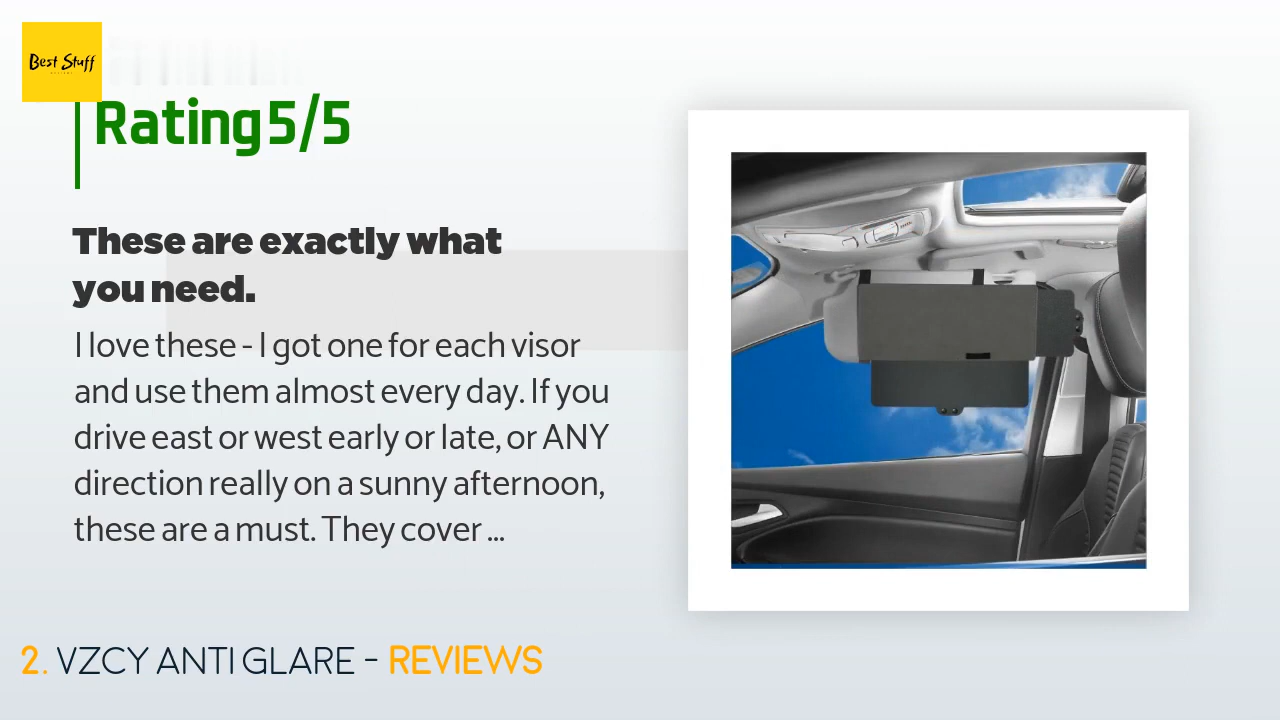 Best Stuff
Rating 5/5
These are exactly what
you need.
I love these - I got one for each visor
and use them almost every day. If you
drive east or west early or late, or ANY
direction really on a sunny afternoon,
these are a must. They cover ...
2. VZCY ANTI GLARE - REVIEWS